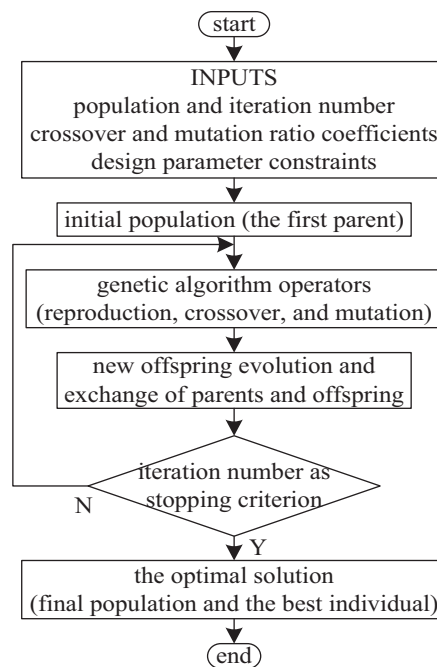 start
INPUTS
population and iteration number
crossover and mutation ratio coefficients
design parameter constraints
initial population (the first parent)
genetic algorithm operators
(reproduction, crossover, and mutation)
new offspring evolution and
exchange of parents and offspring
iteration number as
stopping criterion
N
Y
the optimal solution
(final population and the best individual)
end